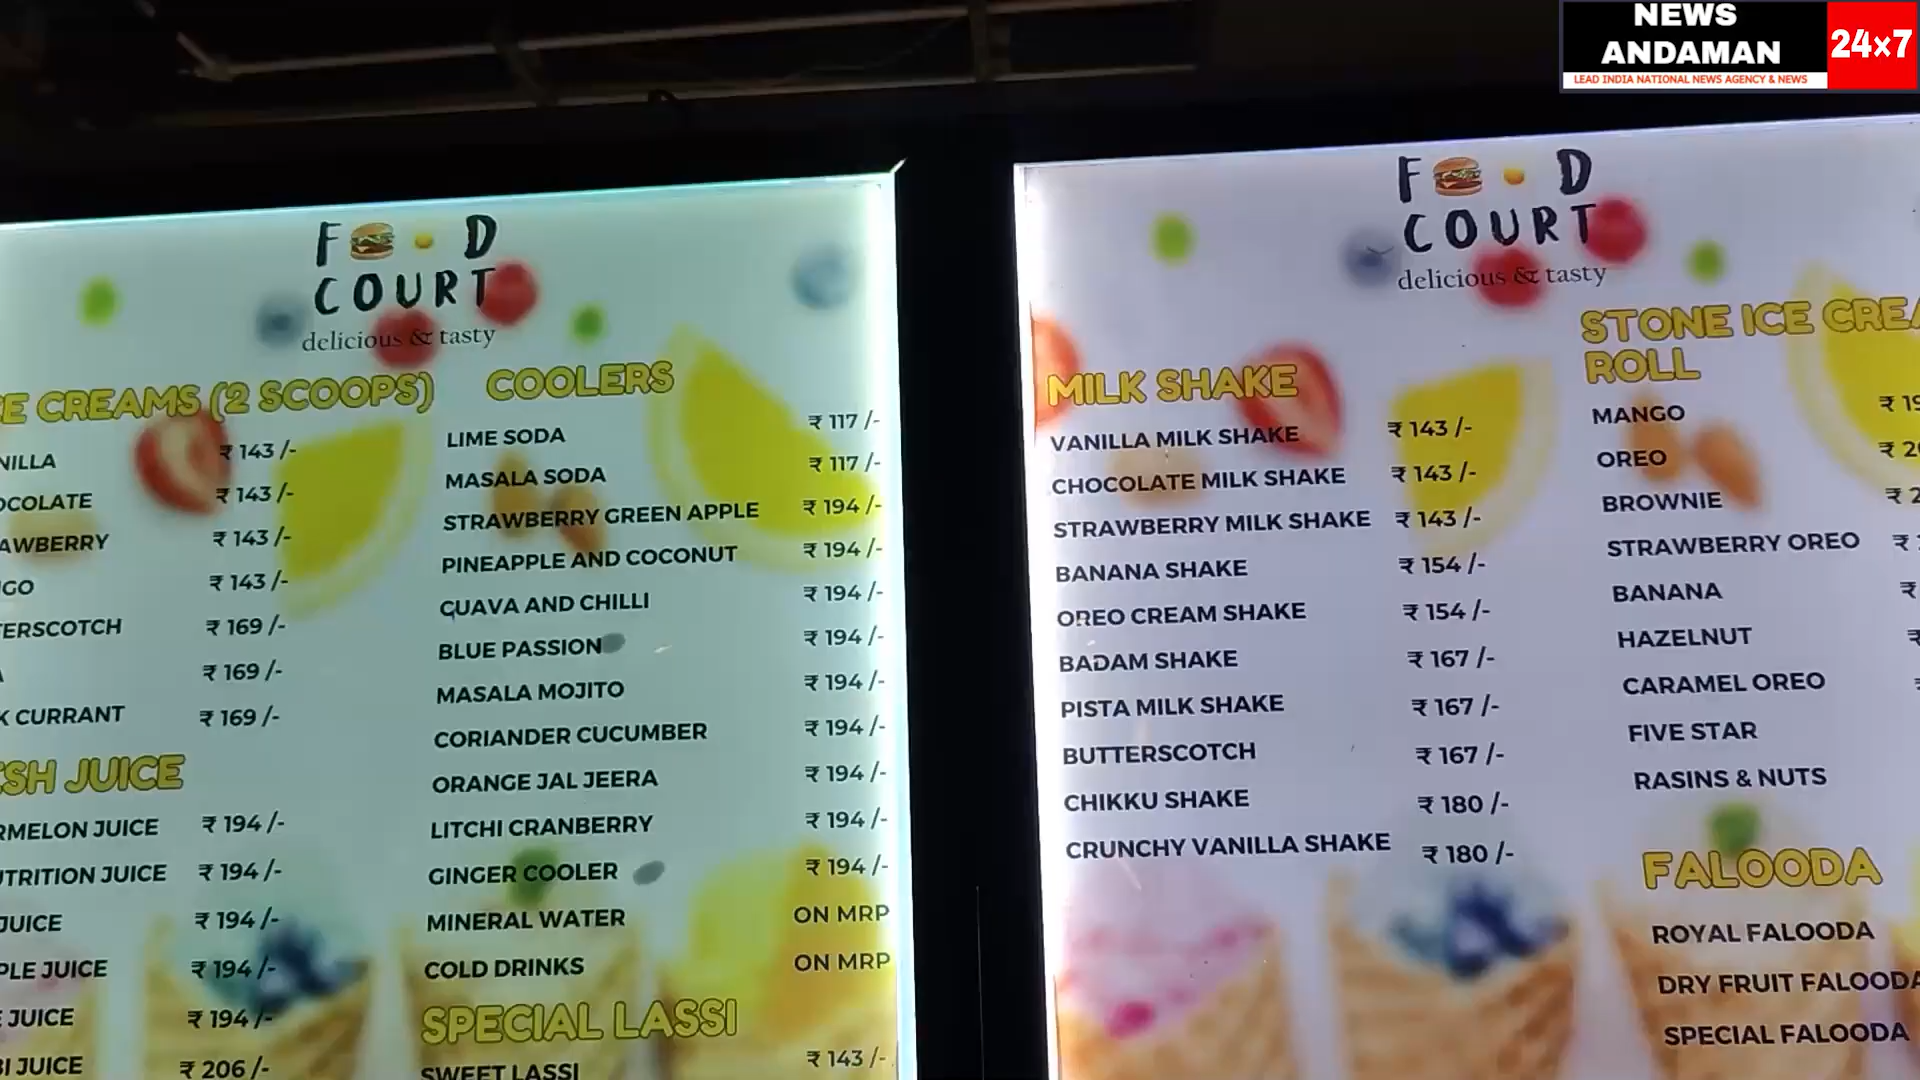 NEWS
ANDAMAN
24×7
LEAD INDIA NATIONAL NEWS AGENCY & NEWS
F D
COURT
delicious & tasty
E CREAMS (2 SCOOPS)
NILLA ₹ 143 /-
OCOLATE ₹ 143 /-
AWBERRY ₹ 143 /-
GO ₹ 143 /-
TERSCOTCH ₹ 169 /-
₹ 169 /-
K CURRANT ₹ 169 /-
SH JUICE
RMELON JUICE ₹ 194 /-
UTRITION JUICE ₹ 194 /-
JUICE ₹ 194 /-
PLE JUICE ₹ 194 /-
JUICE ₹ 194 /-
BI JUICE ₹ 206 /-
COOLERS
LIME SODA ₹ 117 /-
MASALA SODA ₹ 117 /-
STRAWBERRY GREEN APPLE ₹ 194 /-
PINEAPPLE AND COCONUT ₹ 194 /-
GUAVA AND CHILLI ₹ 194 /-
BLUE PASSION ₹ 194 /-
MASALA MOJITO ₹ 194 /-
CORIANDER CUCUMBER ₹ 194 /-
ORANGE JAL JEERA ₹ 194 /-
LITCHI CRANBERRY ₹ 194 /-
GINGER COOLER ₹ 194 /-
MINERAL WATER ON MRP
COLD DRINKS ON MRP
SPECIAL LASSI
SWEET LASSI ₹ 143 /-
F D
COURT
delicious & tasty
MILK SHAKE
VANILLA MILK SHAKE ₹ 143 /-
CHOCOLATE MILK SHAKE ₹ 143 /-
STRAWBERRY MILK SHAKE ₹ 143 /-
BANANA SHAKE ₹ 154 /-
OREO CREAM SHAKE ₹ 154 /-
BADAM SHAKE ₹ 167 /-
PISTA MILK SHAKE ₹ 167 /-
BUTTERSCOTCH ₹ 167 /-
CHIKKU SHAKE ₹ 180 /-
CRUNCHY VANILLA SHAKE ₹ 180 /-
STONE ICE CREA
ROLL
MANGO ₹ 19
OREO ₹ 2
BROWNIE ₹ 2
STRAWBERRY OREO ₹
BANANA ₹
HAZELNUT ₹
CARAMEL OREO
FIVE STAR
RASINS & NUTS
FALOODA
ROYAL FALOODA
DRY FRUIT FALOODA
SPECIAL FALOODA